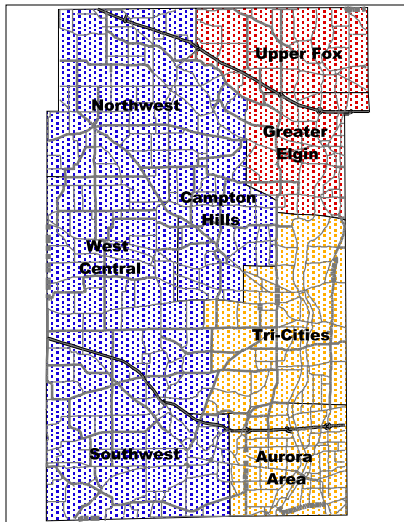 Upper Fox
Northwest
Greater
Elgin
Campton
Hills
West
Central
Tri-Cities
Southwest
Aurora
Area